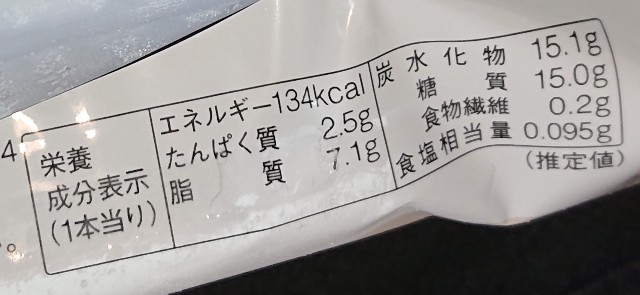 4
。
栄養
成分表示
(1本当り)
エネルギー134kcal
たんぱく質 2.5g
脂 質 7.1g
炭水化物 15.1g
糖 質 15.0g
食物繊維 0.2g
食塩相当量 0.095g
(推定値)